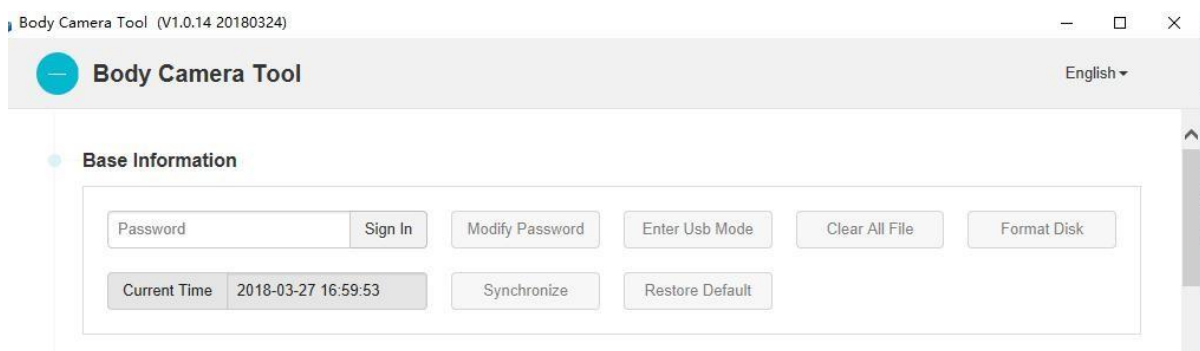 Body Camera Tool (V1.0.14 20180324)
Body Camera Tool English
Base Information
Password Sign In Modify Password Enter Usb Mode Clear All File Format Disk
Current Time 2018-03-27 16:59:53 Synchronize Restore Default